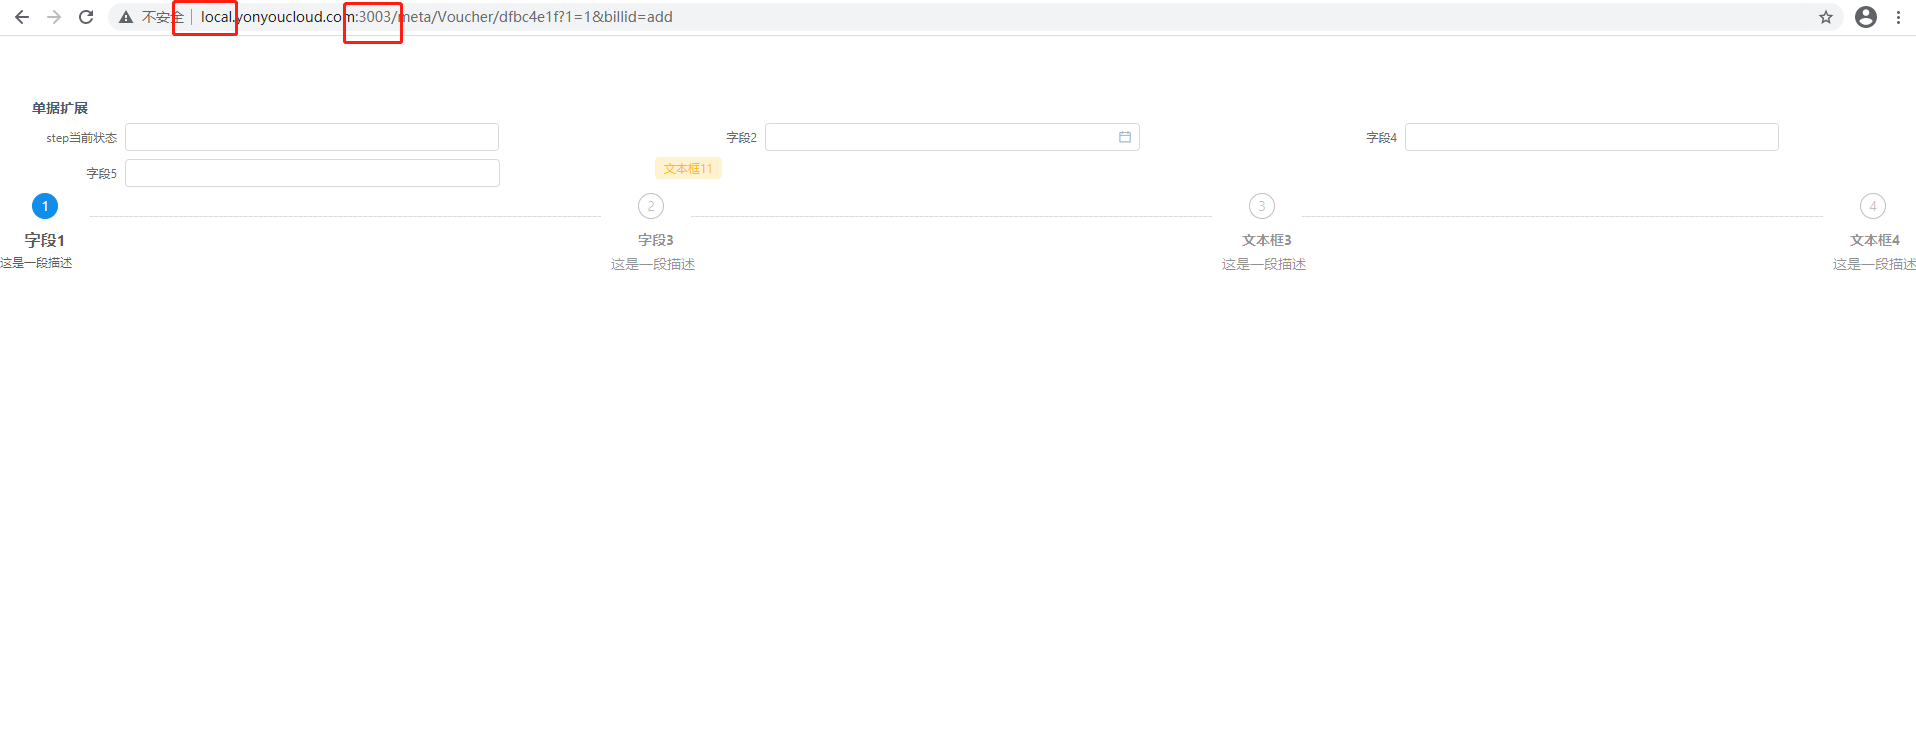 不安全 local.yonyoucloud.com:3003/meta/Voucher/dfbc4e1f?1=1&billid=add
单据扩展
step当前状态 字段2 字段4
字段5 文本框11
1 2 3 4
字段1 字段3 文本框3 文本框4
这是一段描述 这是一段描述 这是一段描述 这是一段描述